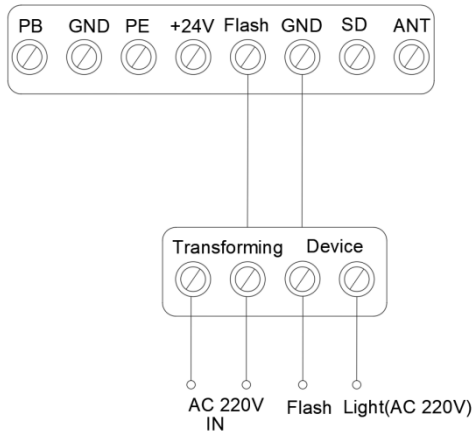 PB GND PE +24V Flash GND SD ANT
Transforming Device
AC 220V Flash Light(AC 220V)
IN